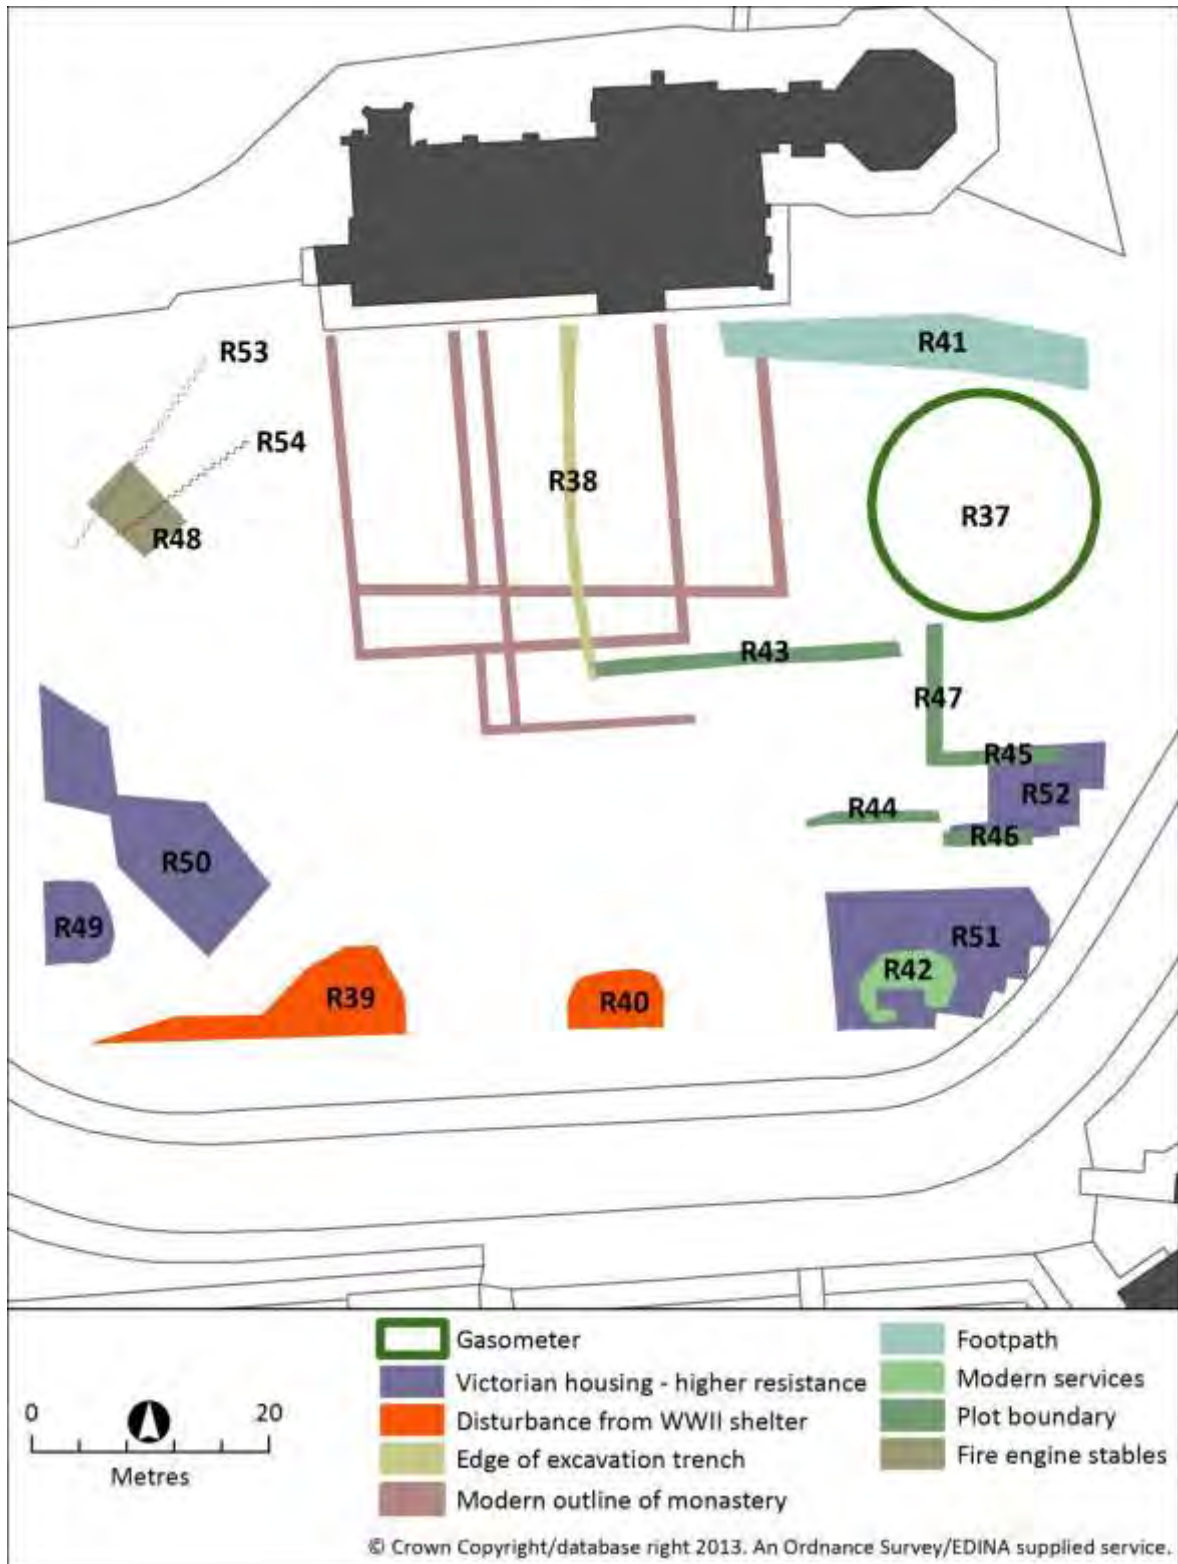 R41
R53
R54
R38
R37
R48
R43
R47
R45
R52
R44
R46
R50
R49
R51
R42
R39
R40
Gasometer
Victorian housing - higher resistance
Disturbance from WWII shelter
Edge of excavation trench
Modern outline of monastery
Footpath
Modern services
Plot boundary
Fire engine stables
0 20
Metres
© Crown Copyright/database right 2013. An Ordnance Survey/EDINA supplied service.